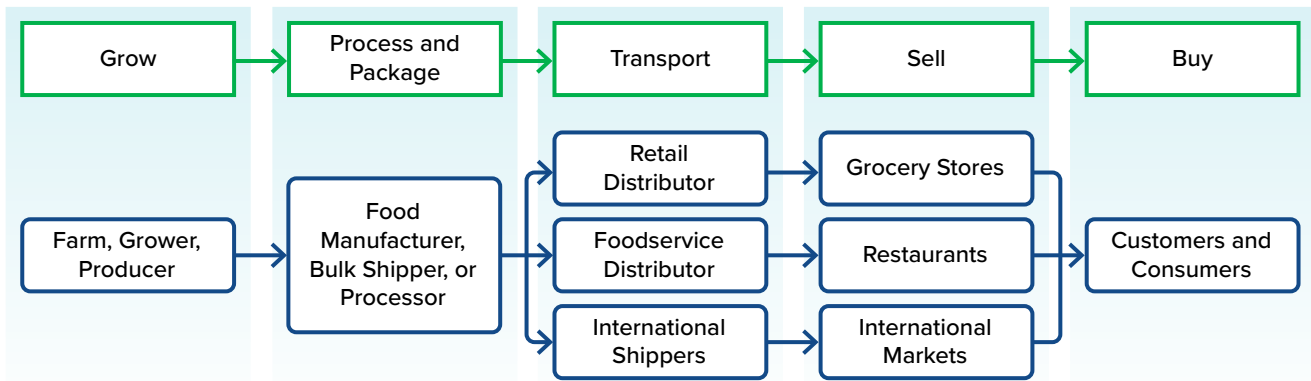 Grow
Process and
Package
Transport
Sell
Buy
Farm, Grower,
Producer
Food
Manufacturer,
Bulk Shipper, or
Processor
Retail
Distributor
Grocery Stores
Foodservice
Distributor
Restaurants
International
Shippers
International
Markets
Customers and
Consumers